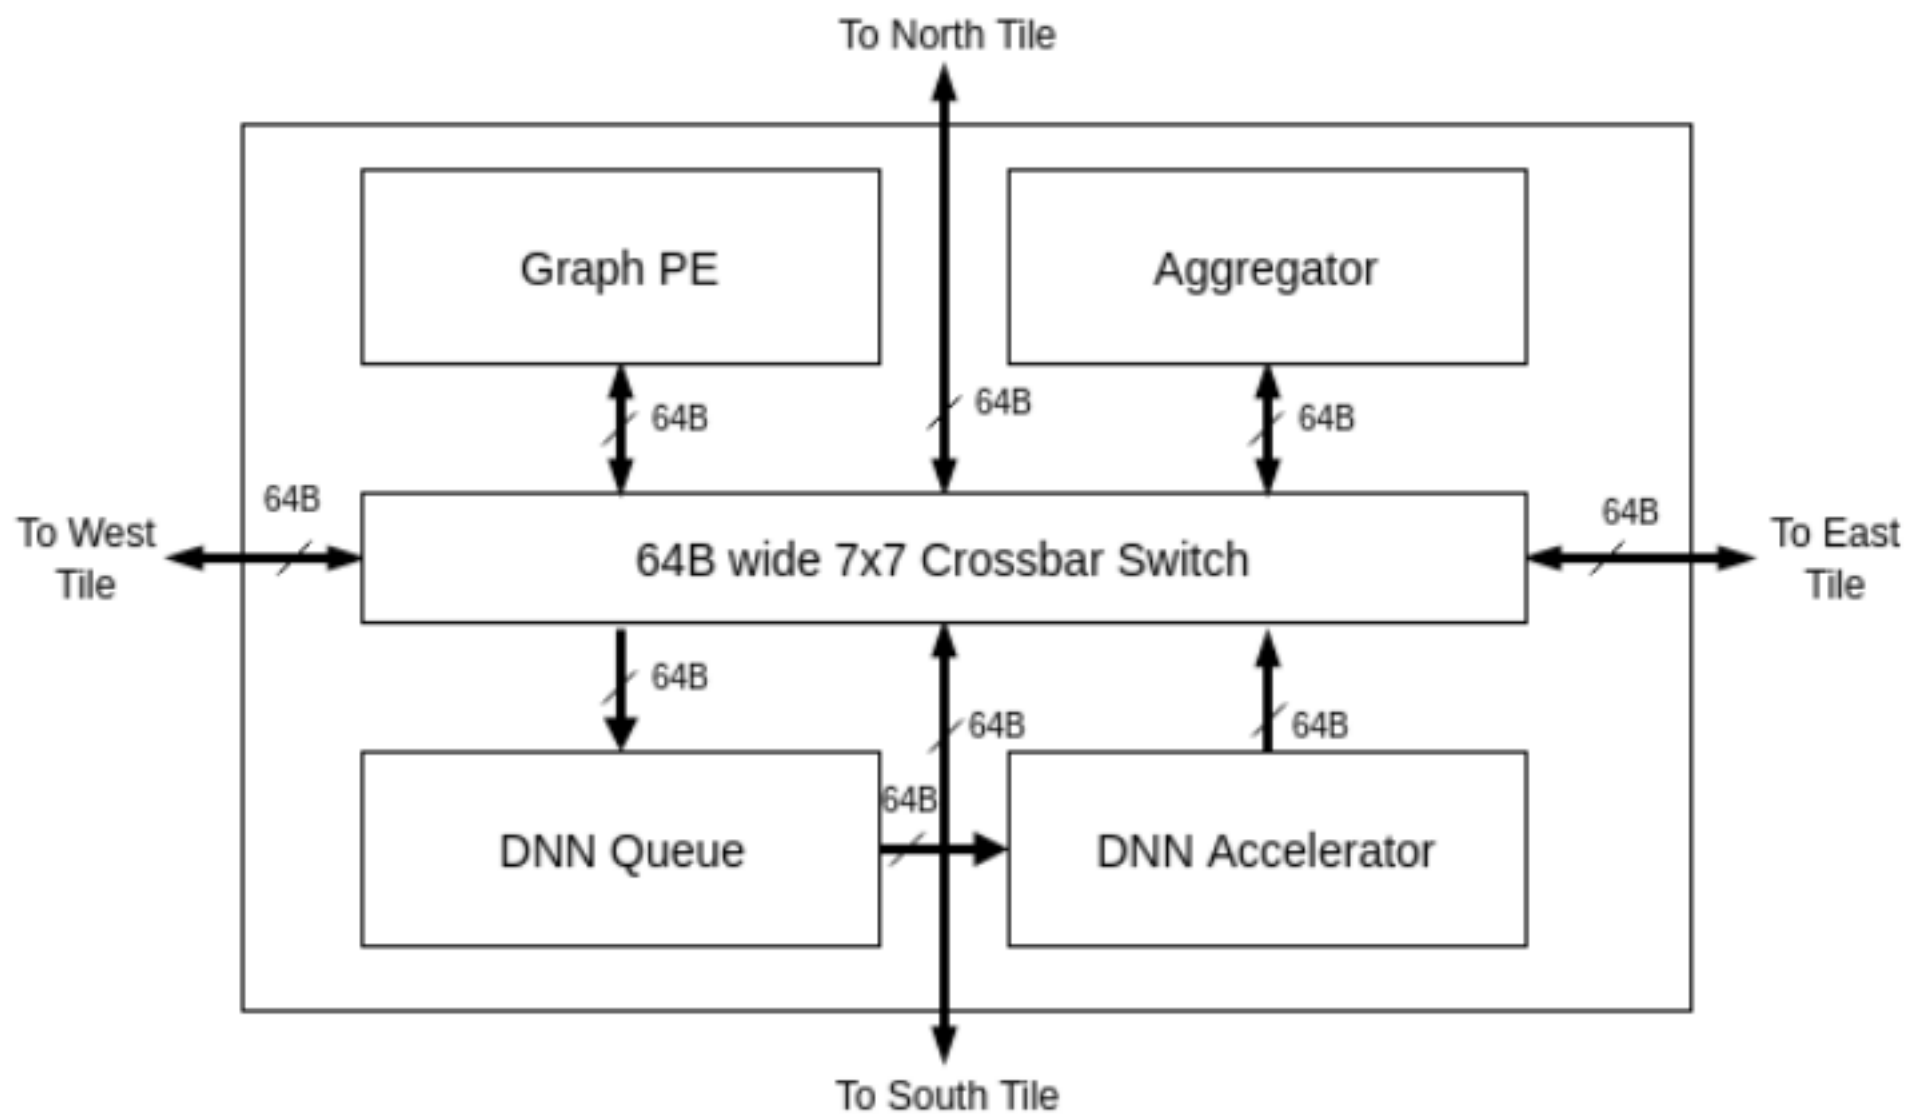 To North Tile
Graph PE
Aggregator
64B
64B
64B
64B
64B
To West
Tile
64B wide 7x7 Crossbar Switch
To East
Tile
64B
64B
64B
64B
DNN Queue
DNN Accelerator
To South Tile